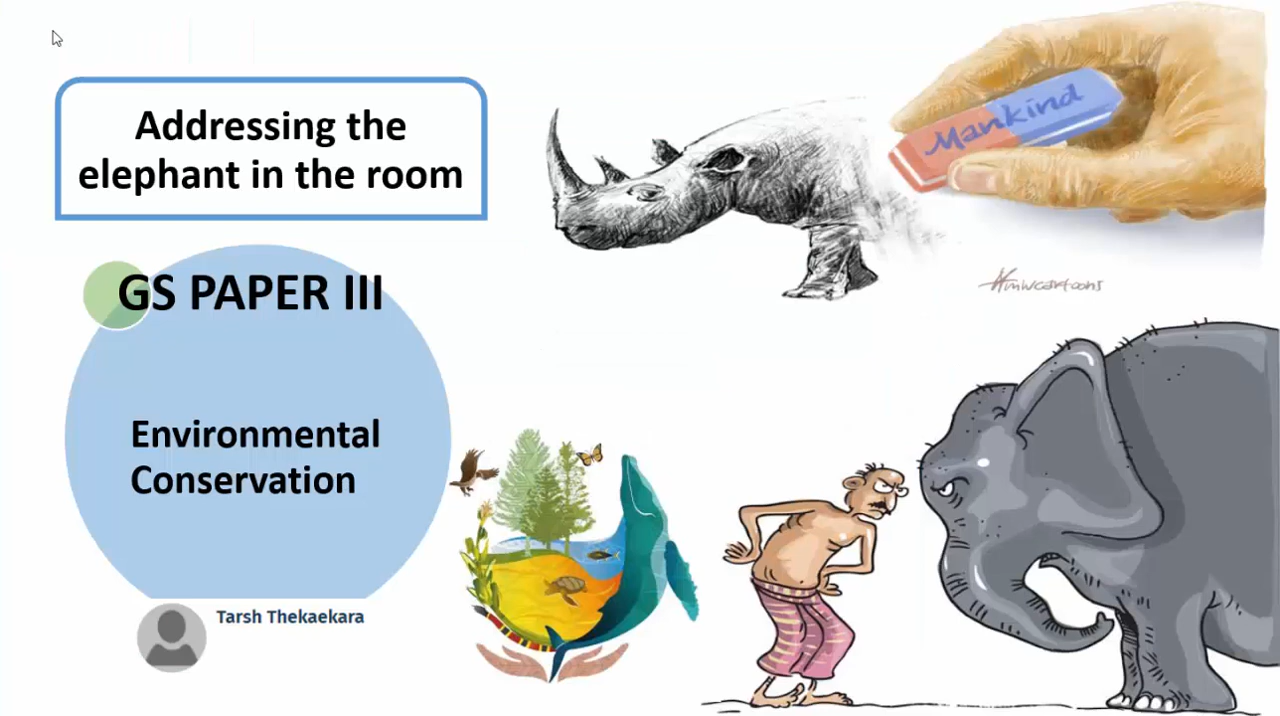 Addressing the
elephant in the room
GS PAPER III
Environmental
Conservation
Tarsh Thekaekara
Mankind